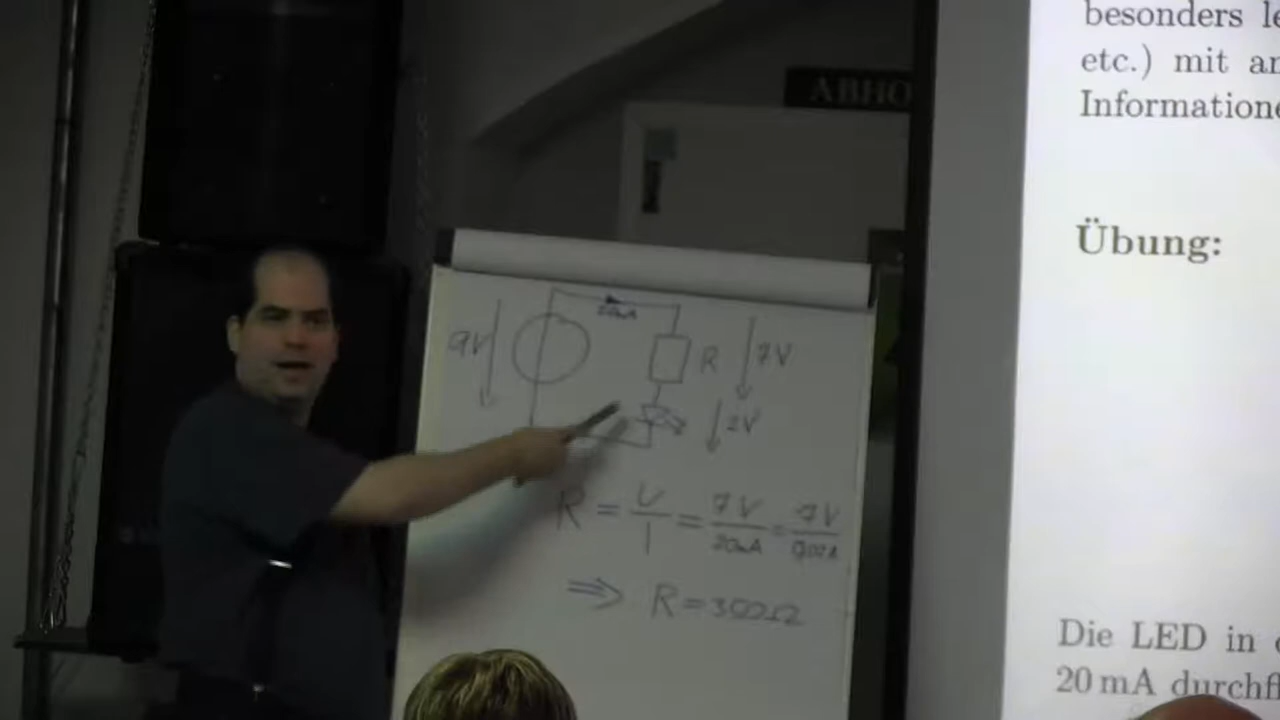 besonders le
etc.) mit an
Informatione
ABHO
Übung:
20mA
9V
R
7V
2V
R = U/I = 7V/20mA = 7V/0,02A
⇒ R = 350Ω
Die LED in
20 mA durchfl